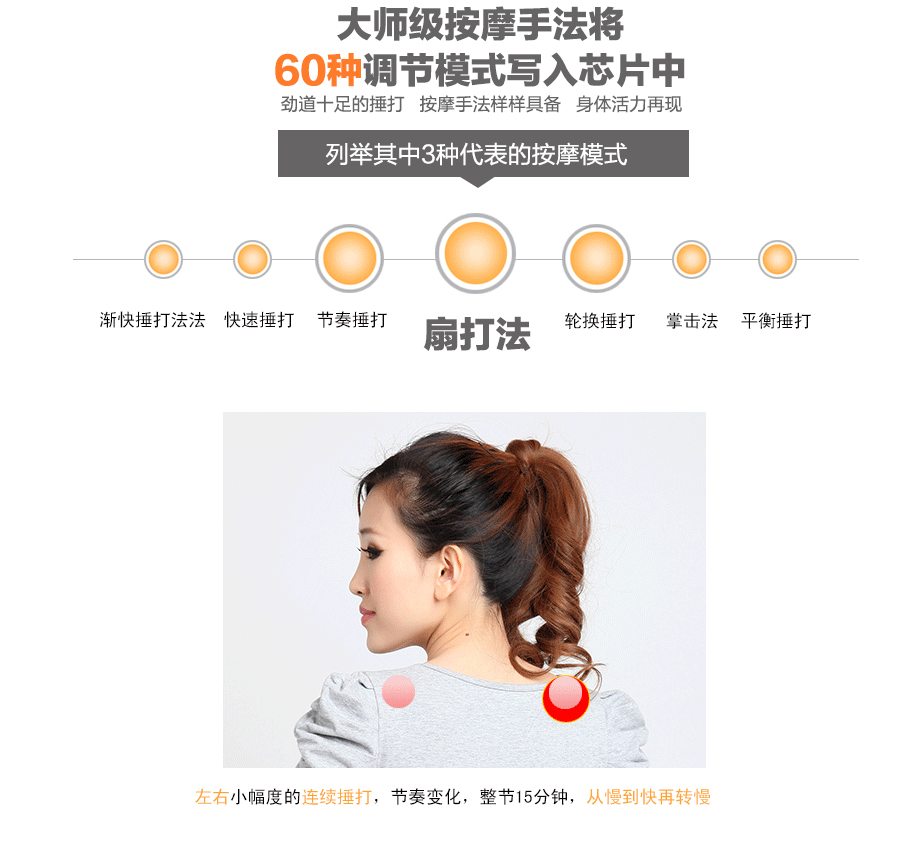 大师级按摩手法将
60种调节模式写入芯片中
劲道十足的捶打 按摩手法样样具备 身体活力再现
列举其中3种代表的按摩模式
渐快捶打法法 快速捶打 节奏捶打 扇打法 轮换捶打 掌击法 平衡捶打
左右小幅度的连续捶打，节奏变化，整节15分钟，从慢到快再转慢